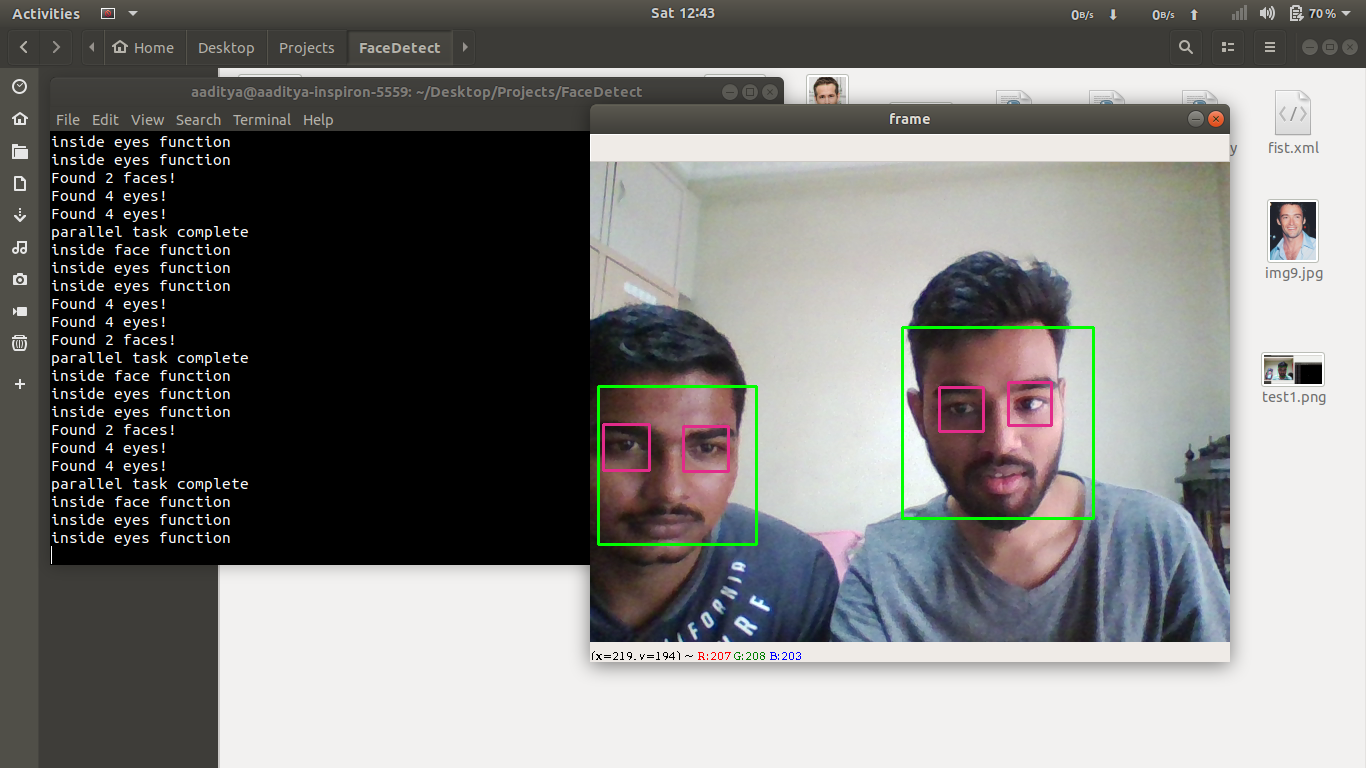 Activities
Sat 12:43
0B/s
0B/s
70%
Home
Desktop
Projects
FaceDetect
aaditya@aaditya-inspiron-5559: ~/Desktop/Projects/FaceDetect
File Edit View Search Terminal Help
inside eyes function
inside eyes function
Found 2 faces!
Found 4 eyes!
Found 4 eyes!
parallel task complete
inside face function
inside eyes function
inside eyes function
Found 4 eyes!
Found 4 eyes!
Found 2 faces!
parallel task complete
inside face function
inside eyes function
inside eyes function
Found 2 faces!
Found 4 eyes!
Found 4 eyes!
parallel task complete
inside face function
inside eyes function
inside eyes function
frame
CALIFORNIA
(x=219, y=194) ~ R:207 G:208 B:203
y
</>
fist.xml
img9.jpg
test1.png